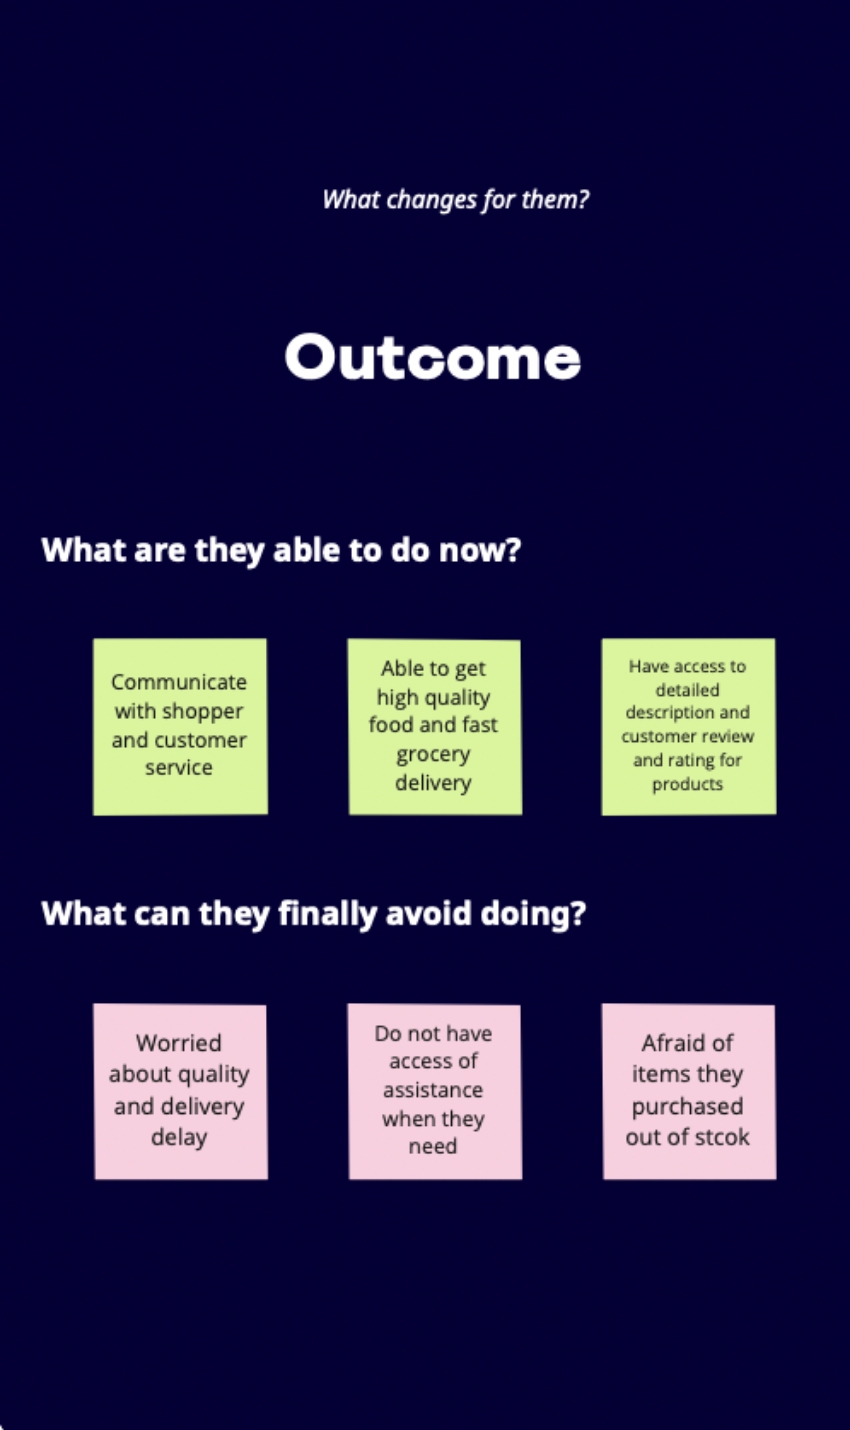 What changes for them?
Outcome
What are they able to do now?
Communicate
with shopper
and customer
service
Able to get
high quality
food and fast
grocery
delivery
Have access to
detailed
description and
customer review
and rating for
products
What can they finally avoid doing?
Worried
about quality
and delivery
delay
Do not have
access of
assistance
when they
need
Afraid of
items they
purchased
out of stcok